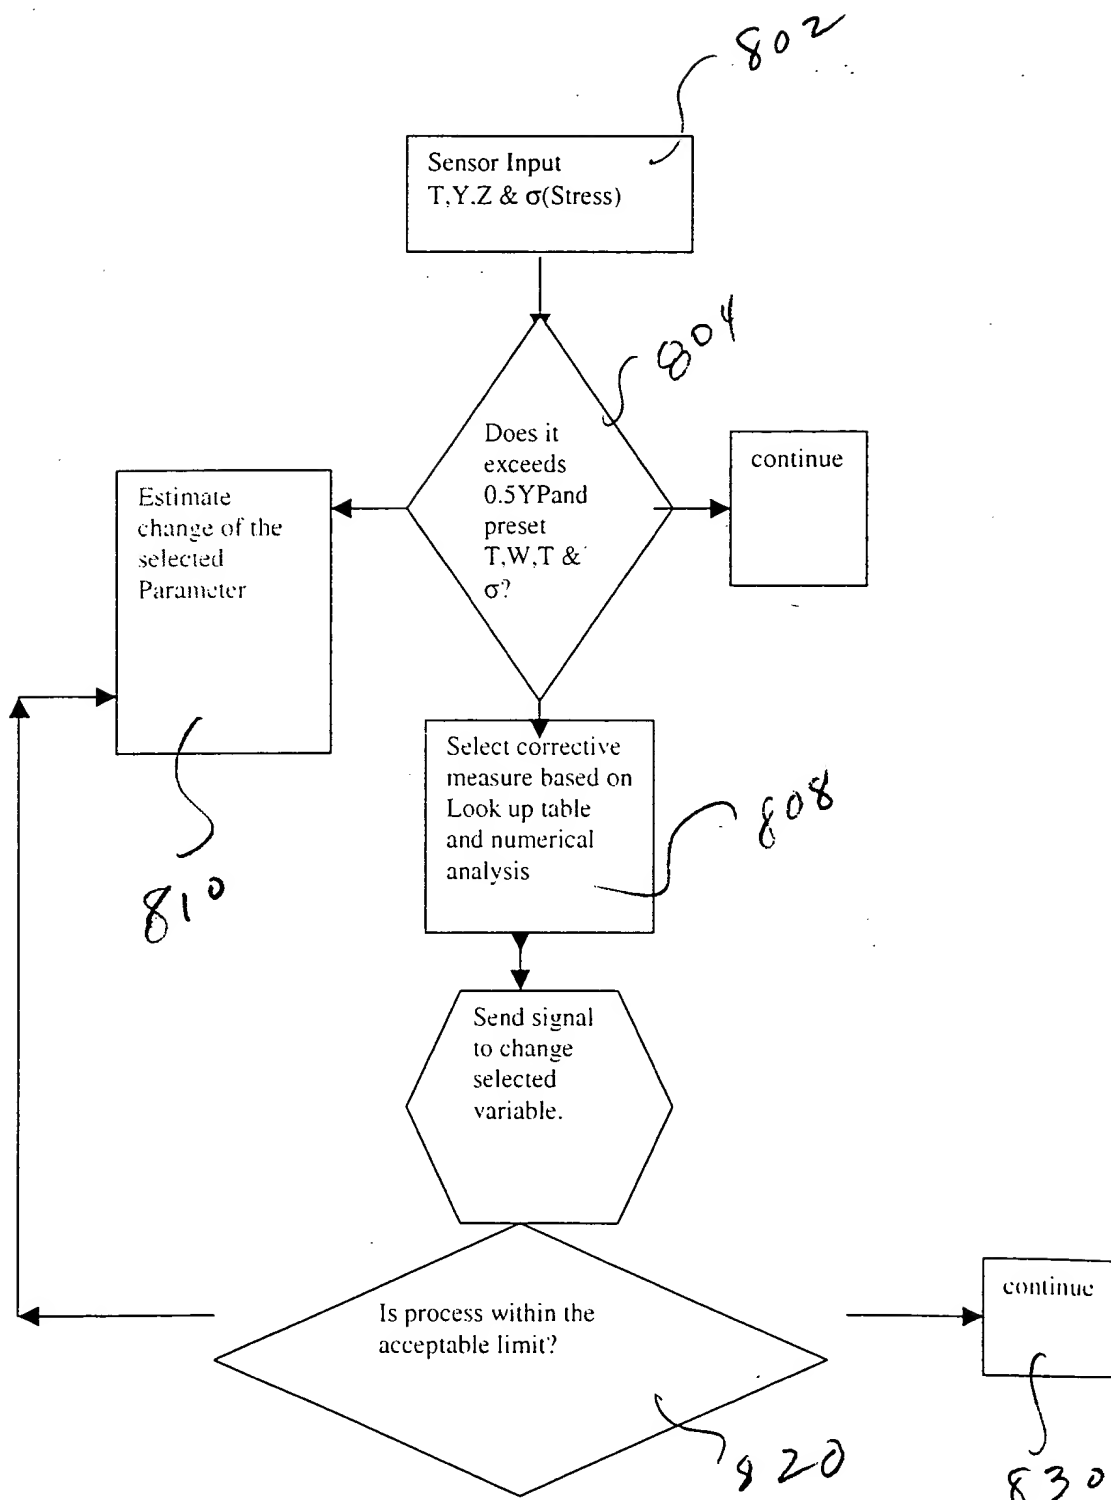 802
Sensor Input
T,Y.Z & σ(Stress)
804
Does it
exceeds
0.5YPand
preset
T,W,T &
σ?
continue
Estimate
change of the
selected
Parameter
810
Select corrective
measure based on
Look up table
and numerical
analysis
808
Send signal
to change
selected
variable.
Is process within the
acceptable limit?
820
continue
830